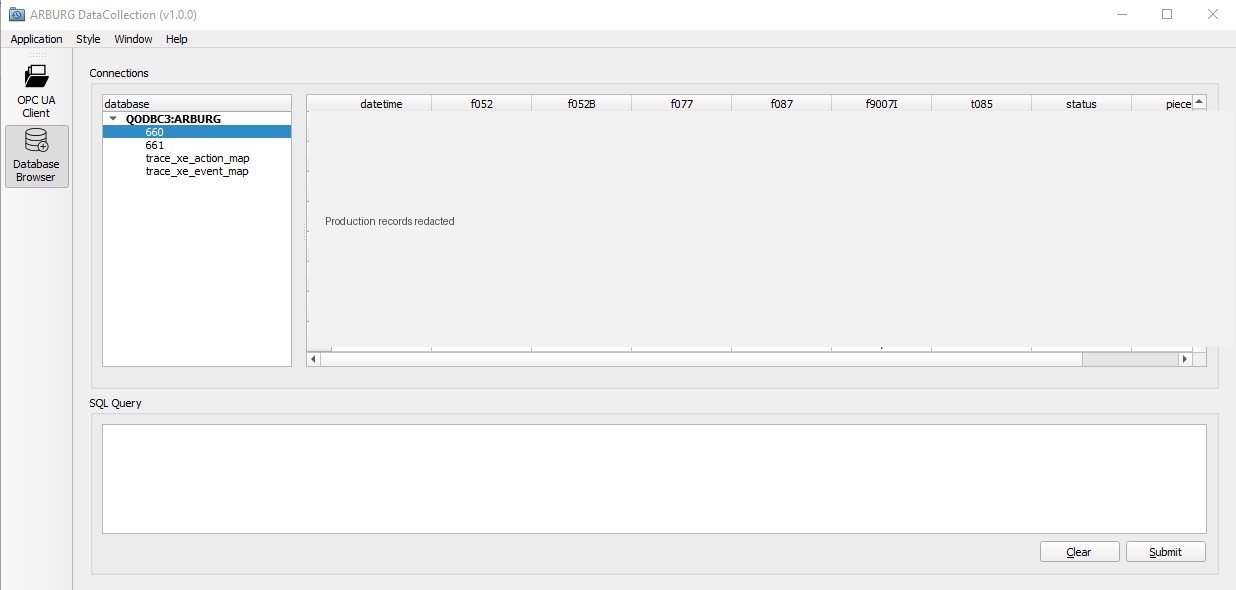 ARBURG DataCollection (v1.0.0)
Application Style Window Help
OPC UA
Client
Database
Browser
Connections
database
QODBC3:ARBURG
660
661
trace_xe_action_map
trace_xe_event_map
datetime f052 f052B f077 f087 f9007I t085 status piece
Production records redacted
SQL Query
Clear Submit